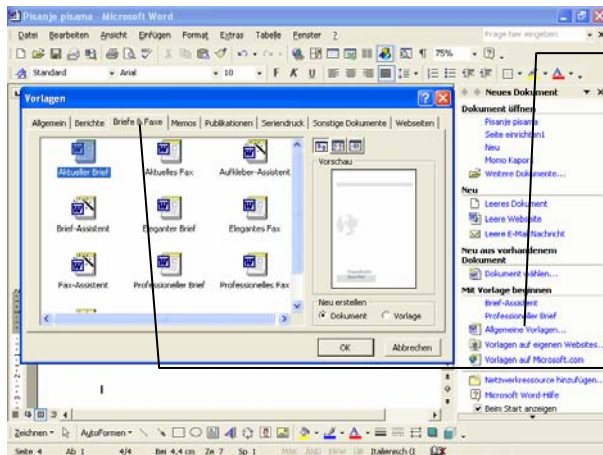 Pisanje pisama - Microsoft Word
Datei Bearbeiten Ansicht Einfügen Format Extras Tabelle Fenster ? Frage hier eingeben
75%
Standard Arial 10 F K U
Vorlagen
Allgemein Berichte Briefe & Faxe Memos Publikationen Seriendruck Sonstige Dokumente Webseiten
Aktueller Brief Aktuelles Fax Aufkleber-Assistent
Brief-Assistent Eleganter Brief Elegantes Fax
Fax-Assistent Professioneller Brief Professionelles Fax
Vorschau
Neu erstellen
Dokument Vorlage
OK Abbrechen
Neues Dokument
Dokument öffnen
Pisanje pisama
Seite einrichten1
Neu
Momo Kapor1
Weitere Dokumente...
Neu
Leeres Dokument
Leere Webseite
Leere E-Mail-Nachricht
Neu aus vorhandenem
Dokument
Dokument wählen...
Mit Vorlage beginnen
Brief-Assistent
Professioneller Brief
Allgemeine Vorlagen...
Vorlagen auf eigenen Websites...
Vorlagen auf Microsoft.com
Netzwerkressource hinzufügen...
Microsoft Word-Hilfe
Beim Start anzeigen
Zeichnen AutoFormen
Seite 4 Ab 1 4/4 Bei 4,4 cm Ze 7 Sp 1 MAK ÄND ERW ÜB Italienisch (I